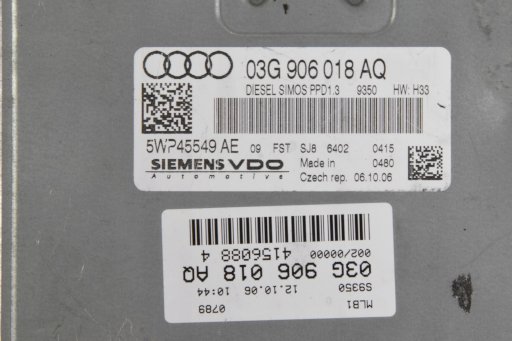 03G 906 018 AQ
DIESEL SIMOS PPD1.3 9350 HW: H33
5WP45549 AE 09 FST SJ8 6402 0415
SIEMENS VDO Made in 0480
Automotive Czech rep. 06.10.06
MLB1 0789
S9350 12.10.06 10:44
03G 906 018 AQ
002/00000 4156088 4